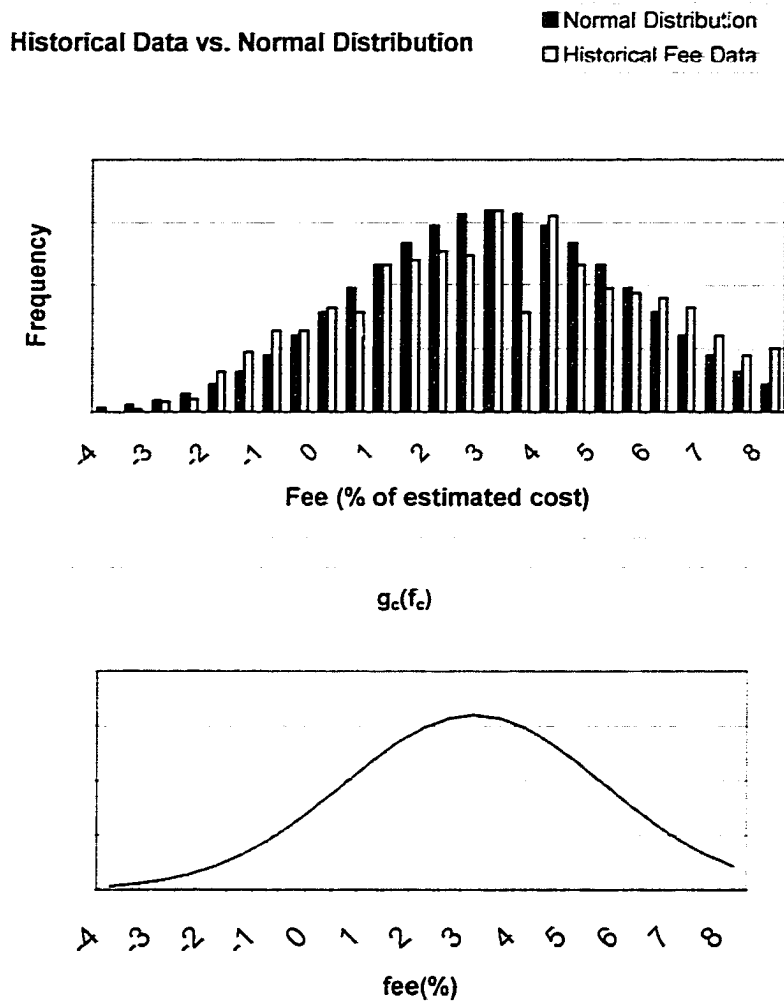 Historical Data vs. Normal Distribution
Normal Distribution
Historical Fee Data
Frequency
-4 -3 -2 -1 0 1 2 3 4 5 6 7 8
Fee (% of estimated cost)
gc(fc)
-4 -3 -2 -1 0 1 2 3 4 5 6 7 8
fee(%)